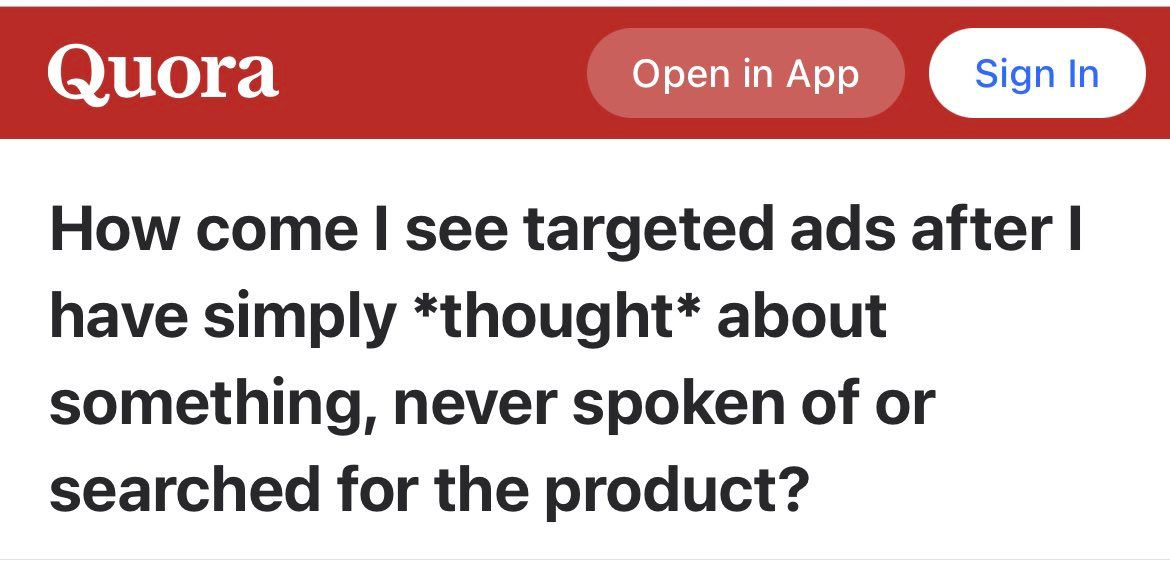 Quora
Open in App
Sign In
How come I see targeted ads after I
have simply *thought* about
something, never spoken of or
searched for the product?